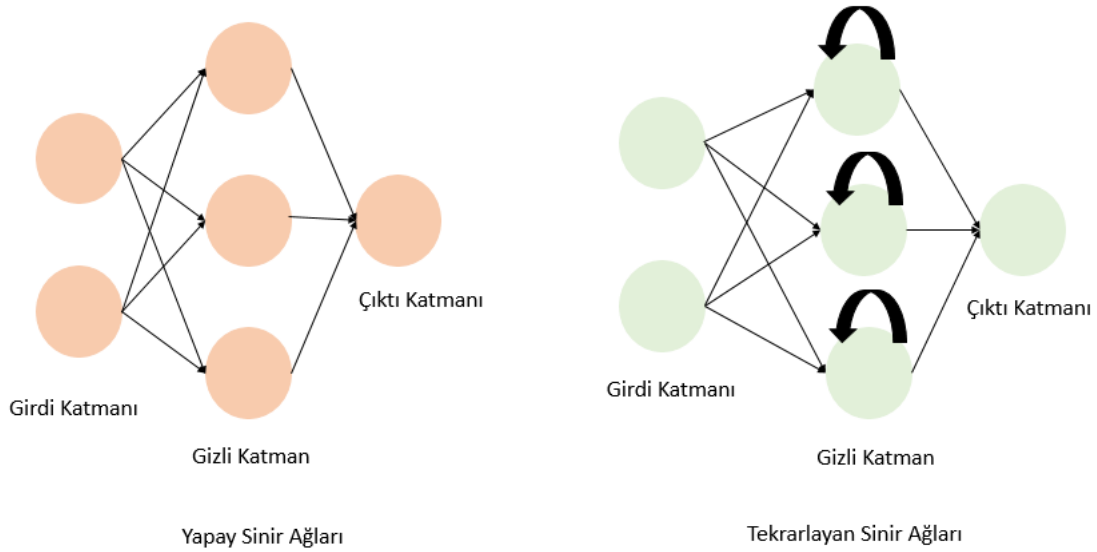 Çıktı Katmanı
Girdi Katmanı
Gizli Katman
Yapay Sinir Ağları
Çıktı Katmanı
Girdi Katmanı
Gizli Katman
Tekrarlayan Sinir Ağları